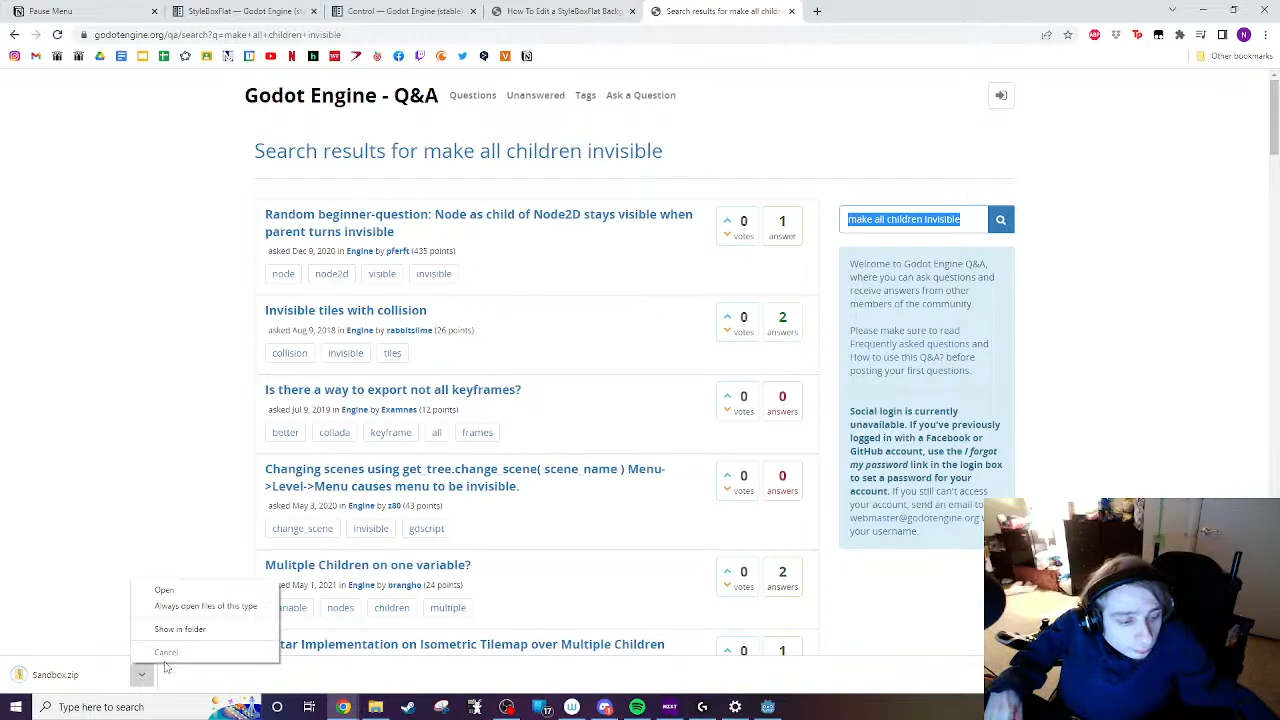 Pause Menu
StyleBoxFlat — Godot Engine (sta
Control — Godot Engine (stable)
How To Edit a StyleBoxFlat Backg
Search results for make all childre
godotengine.org/qa/search?q=make+all+children+invisible
Other bookmarks
Godot Engine - Q&A
Questions
Unanswered
Tags
Ask a Question
Search results for make all children invisible
Random beginner-question: Node as child of Node2D stays visible when
parent turns invisible
asked Dec 9, 2020 in Engine by pferft (435 points)
node
node2d
visible
invisible
0
votes
1
answer
Invisible tiles with collision
asked Aug 9, 2018 in Engine by rabbitslime (26 points)
collision
invisible
tiles
0
votes
2
answers
Is there a way to export not all keyframes?
asked Jul 9, 2019 in Engine by Examnes (12 points)
better
collada
keyframe
all
frames
0
votes
0
answers
Changing scenes using get_tree.change_scene( scene_name ) Menu-
>Level->Menu causes menu to be invisible.
asked May 3, 2020 in Engine by z80 (43 points)
change_scene
invisible
gdscript
0
votes
0
answers
Mulitple Children on one variable?
ed May 1, 2021 in Engine by brangho (24 points)
ariable
nodes
children
multiple
0
votes
2
answers
tar Implementation on Isometric Tilemap over Multiple Children
0
1
make all children invisible
Welcome to Godot Engine Q&A,
where you can ask questions and
receive answers from other
members of the community.
Please make sure to read
Frequently asked questions and
How to use this Q&A? before
posting your first questions.
Social login is currently
unavailable. If you've previously
logged in with a Facebook or
GitHub account, use the I forgot
my password link in the login box
to set a password for your
account. If you still can't access
your account, send an email to
webmaster@godotengine.org w
your username.
Open
Always open files of this type
Show in folder
Cancel
Sandbox.zip
Type here to search